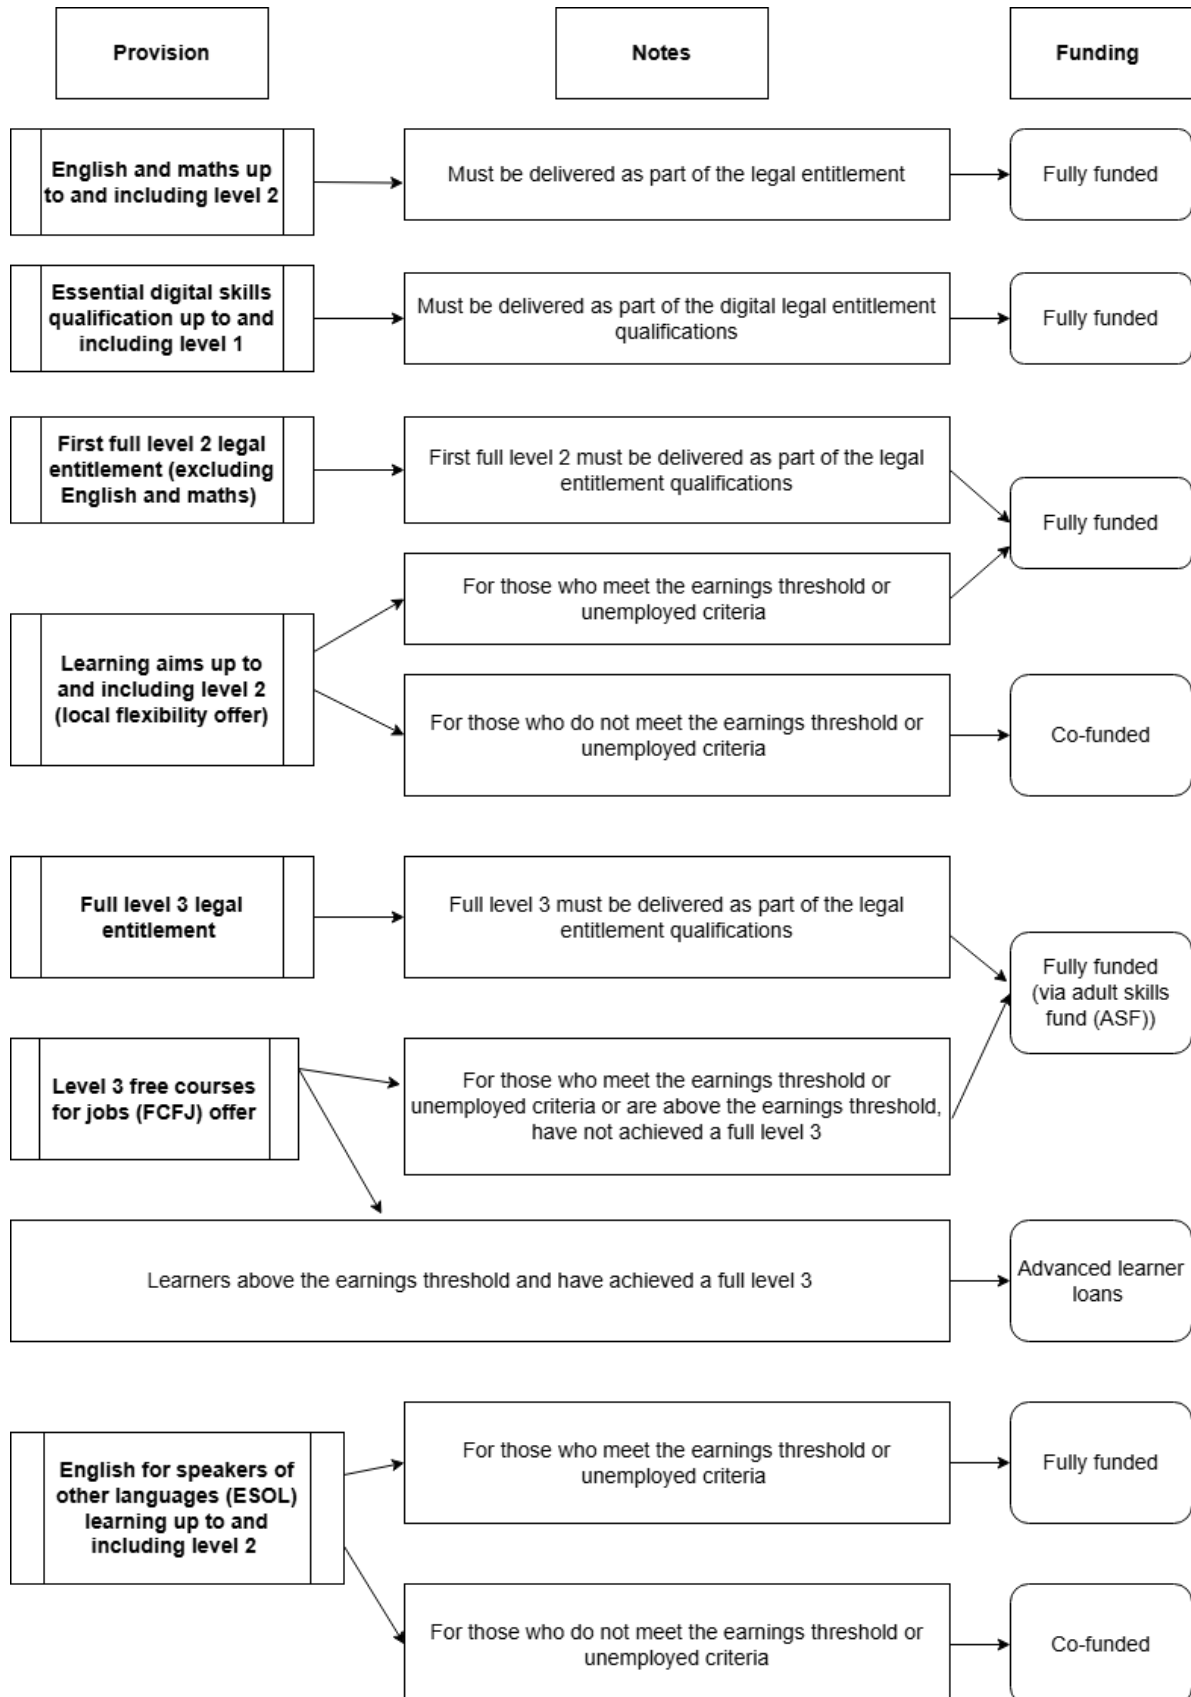 Provision
Notes
Funding
English and maths up
to and including level 2
Must be delivered as part of the legal entitlement
Fully funded
Essential digital skills
qualification up to and
including level 1
Must be delivered as part of the digital legal entitlement
qualifications
Fully funded
First full level 2 legal
entitlement (excluding
English and maths)
First full level 2 must be delivered as part of the legal
entitlement qualifications
Fully funded
Learning aims up to
and including level 2
(local flexibility offer)
For those who meet the earnings threshold or
unemployed criteria
For those who do not meet the earnings threshold or
unemployed criteria
Co-funded
Full level 3 legal
entitlement
Full level 3 must be delivered as part of the legal
entitlement qualifications
Fully funded
(via adult skills
fund (ASF))
Level 3 free courses
for jobs (FCFJ) offer
For those who meet the earnings threshold or
unemployed criteria or are above the earnings threshold,
have not achieved a full level 3
Learners above the earnings threshold and have achieved a full level 3
Advanced learner
loans
English for speakers of
other languages (ESOL)
learning up to and
including level 2
For those who meet the earnings threshold or
unemployed criteria
Fully funded
For those who do not meet the earnings threshold or
unemployed criteria
Co-funded